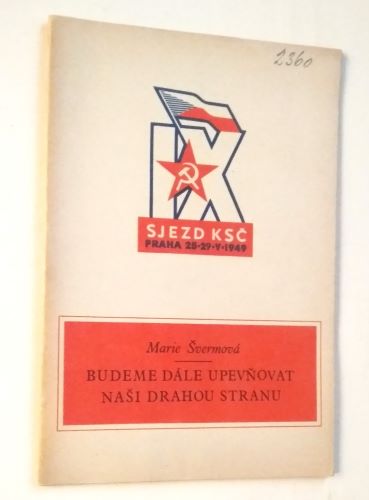 2360
IX
SJEZD KSČ
PRAHA 25-29•V•1949
Marie Švermová
BUDEME DÁLE UPEVŇOVAT
NAŠI DRAHOU STRANU